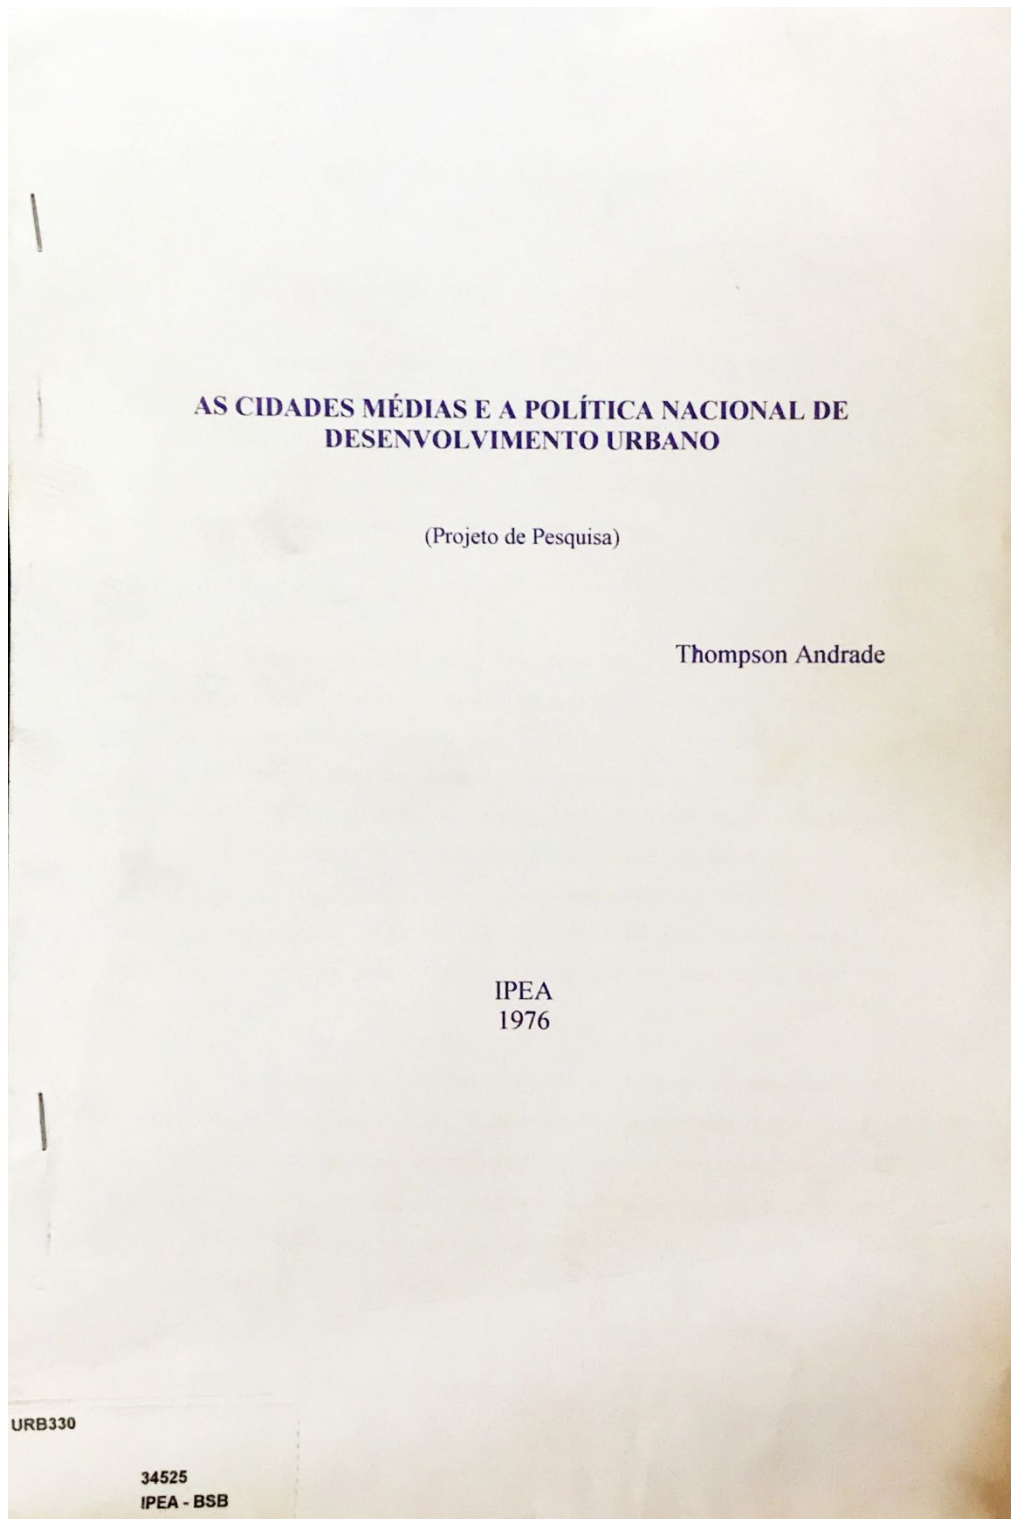 AS CIDADES MÉDIAS E A POLÍTICA NACIONAL DE
DESENVOLVIMENTO URBANO
(Projeto de Pesquisa)
Thompson Andrade
IPEA
1976
URB330
34525
IPEA - BSB